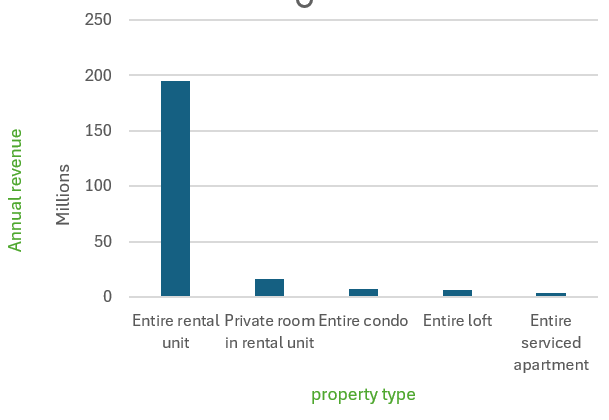 250
200
150
100
50
0
Annual revenue
Millions
Entire rental unit
Private room in rental unit
Entire condo
Entire loft
Entire serviced apartment
property type